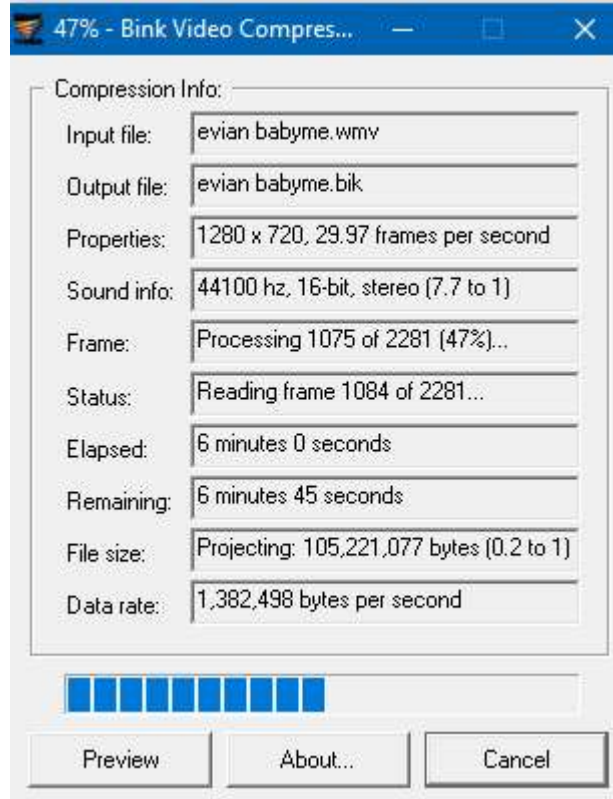 47% - Bink Video Compres...
Compression Info:
Input file: evian babyme.wmv
Output file: evian babyme.bik
Properties: 1280 x 720, 29.97 frames per second
Sound info: 44100 hz, 16-bit, stereo (7.7 to 1)
Frame: Processing 1075 of 2281 (47%)...
Status: Reading frame 1084 of 2281...
Elapsed: 6 minutes 0 seconds
Remaining: 6 minutes 45 seconds
File size: Projecting: 105,221,077 bytes (0.2 to 1)
Data rate: 1,382,498 bytes per second
Preview About... Cancel